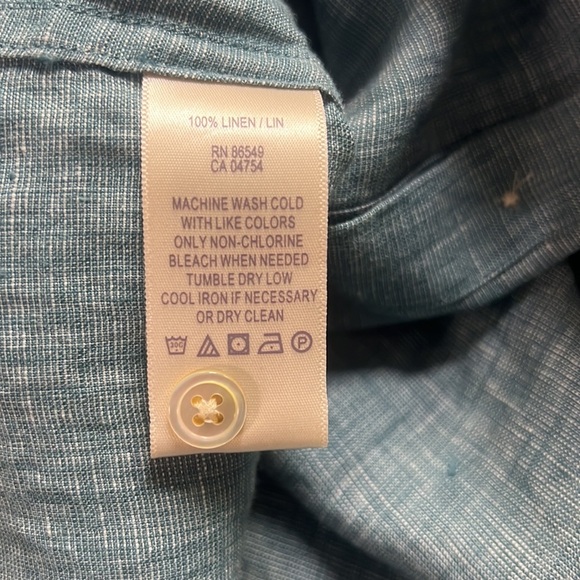 100% LINEN / LIN
RN 86549
CA 04754
MACHINE WASH COLD
WITH LIKE COLORS
ONLY NON-CHLORINE
BLEACH WHEN NEEDED
TUMBLE DRY LOW
COOL IRON IF NECESSARY
OR DRY CLEAN
30C P